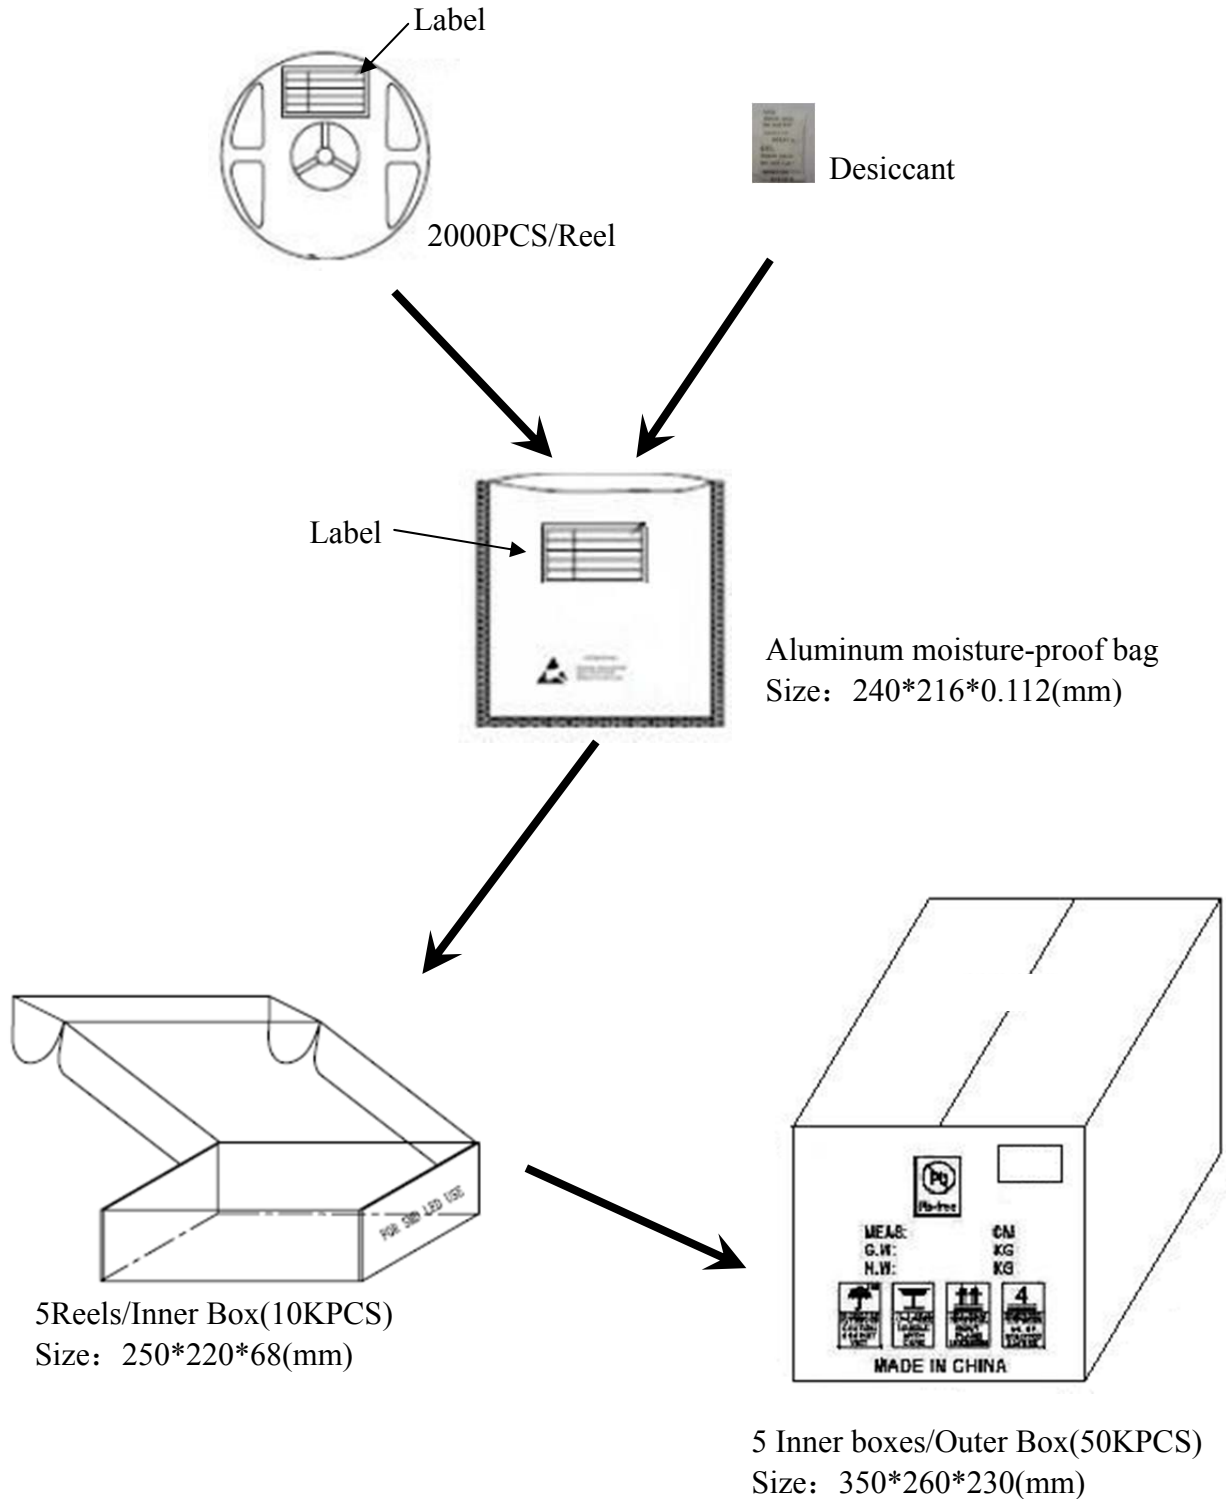 Label
2000PCS/Reel
Desiccant
Label
Aluminum moisture-proof bag
Size：240*216*0.112(mm)
FOR SMD LED USE
5Reels/Inner Box(10KPCS)
Size：250*220*68(mm)
Pb
Pb-free
MEAS: CM
G.W: KG
N.W: KG
4
MADE IN CHINA
5 Inner boxes/Outer Box(50KPCS)
Size：350*260*230(mm)